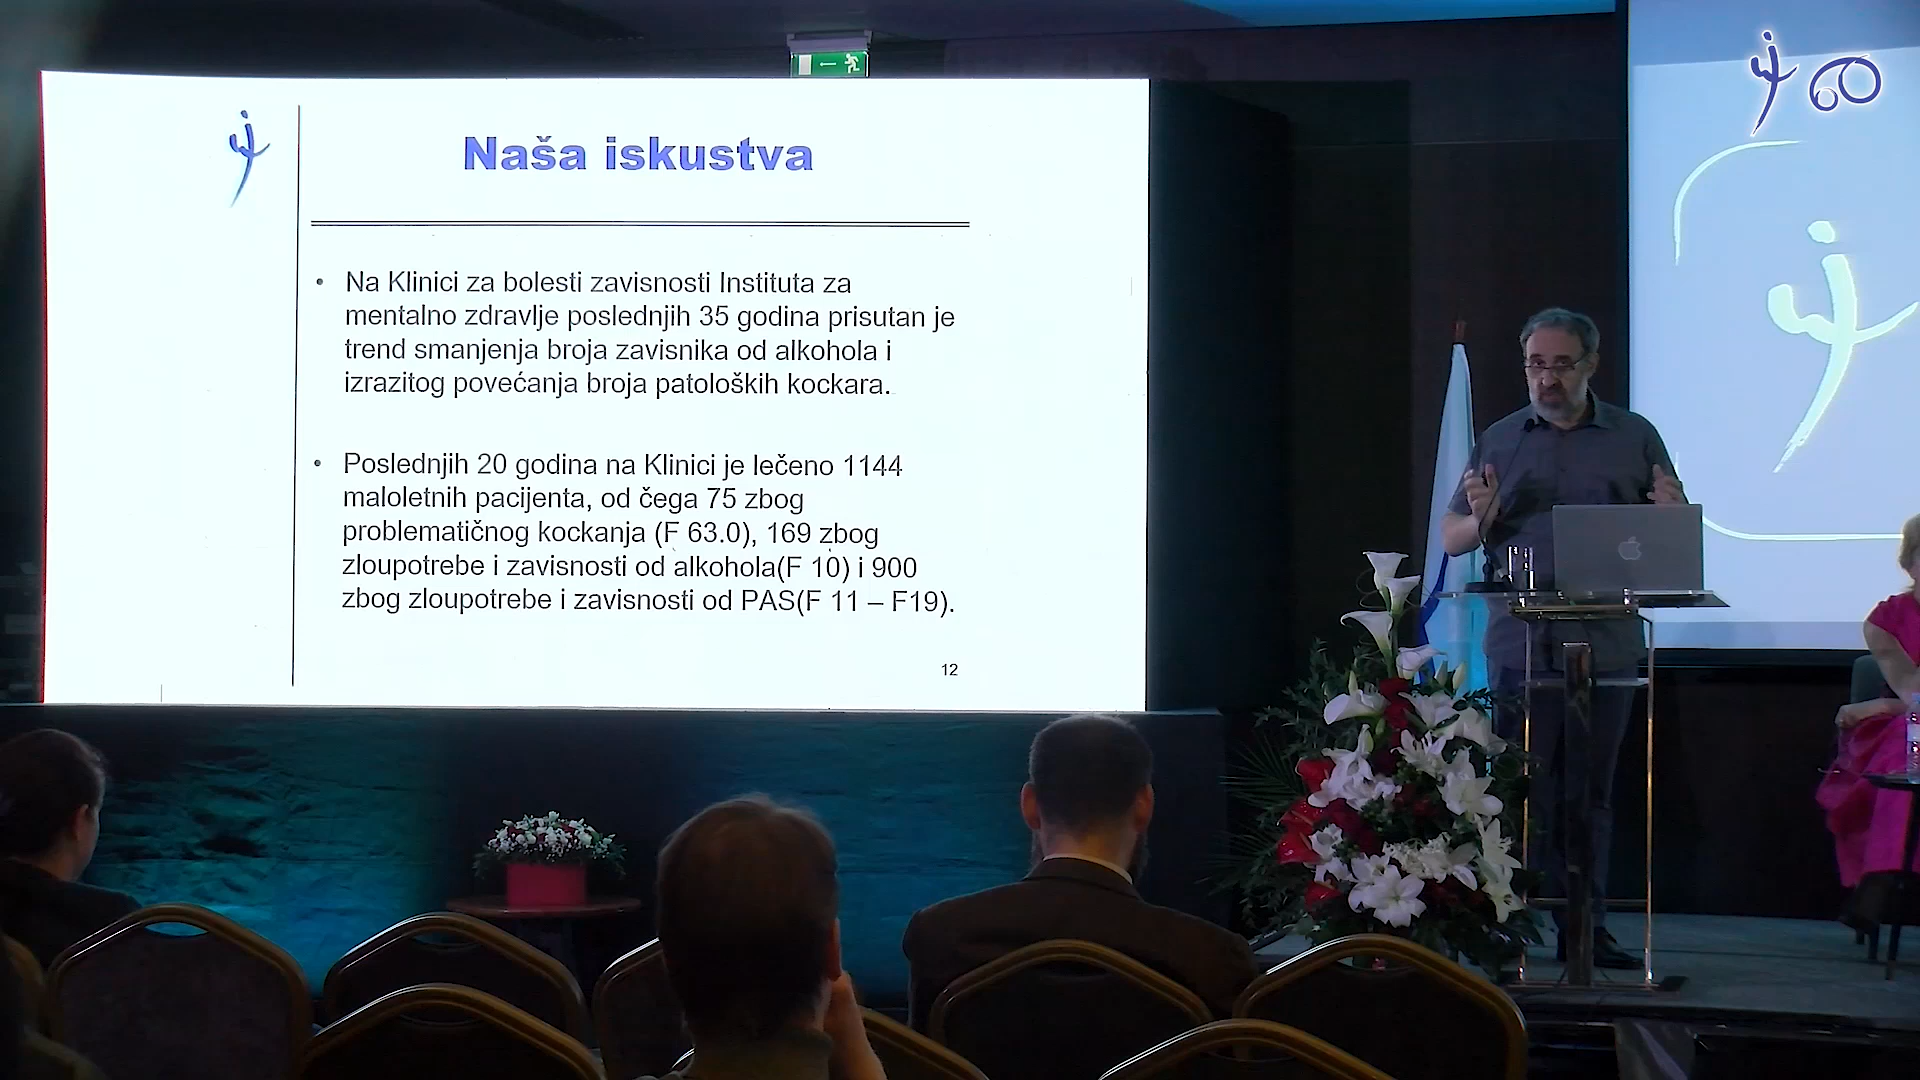 Naša iskustva
• Na Klinici za bolesti zavisnosti Instituta za
mentalno zdravlje poslednjih 35 godina prisutan je
trend smanjenja broja zavisnika od alkohola i
izrazitog povećanja broja patoloških kockara.
• Poslednjih 20 godina na Klinici je lečeno 1144
maloletnih pacijenta, od čega 75 zbog
problematičnog kockanja (F 63.0), 169 zbog
zloupotrebe i zavisnosti od alkohola(F 10) i 900
zbog zloupotrebe i zavisnosti od PAS(F 11 – F19).
12
60